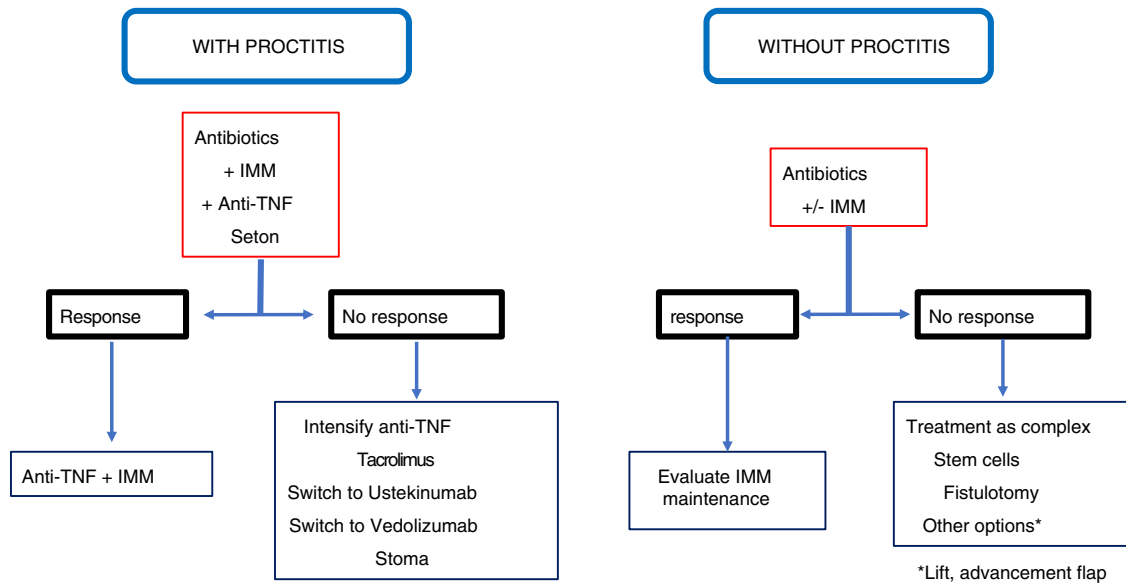 WITH PROCTITIS
Antibiotics
+ IMM
+ Anti-TNF
Seton
Response
No response
Anti-TNF + IMM
Intensify anti-TNF
Tacrolimus
Switch to Ustekinumab
Switch to Vedolizumab
Stoma
WITHOUT PROCTITIS
Antibiotics
+/- IMM
response
No response
Evaluate IMM
maintenance
Treatment as complex
Stem cells
Fistulotomy
Other options*
*Lift, advancement flap